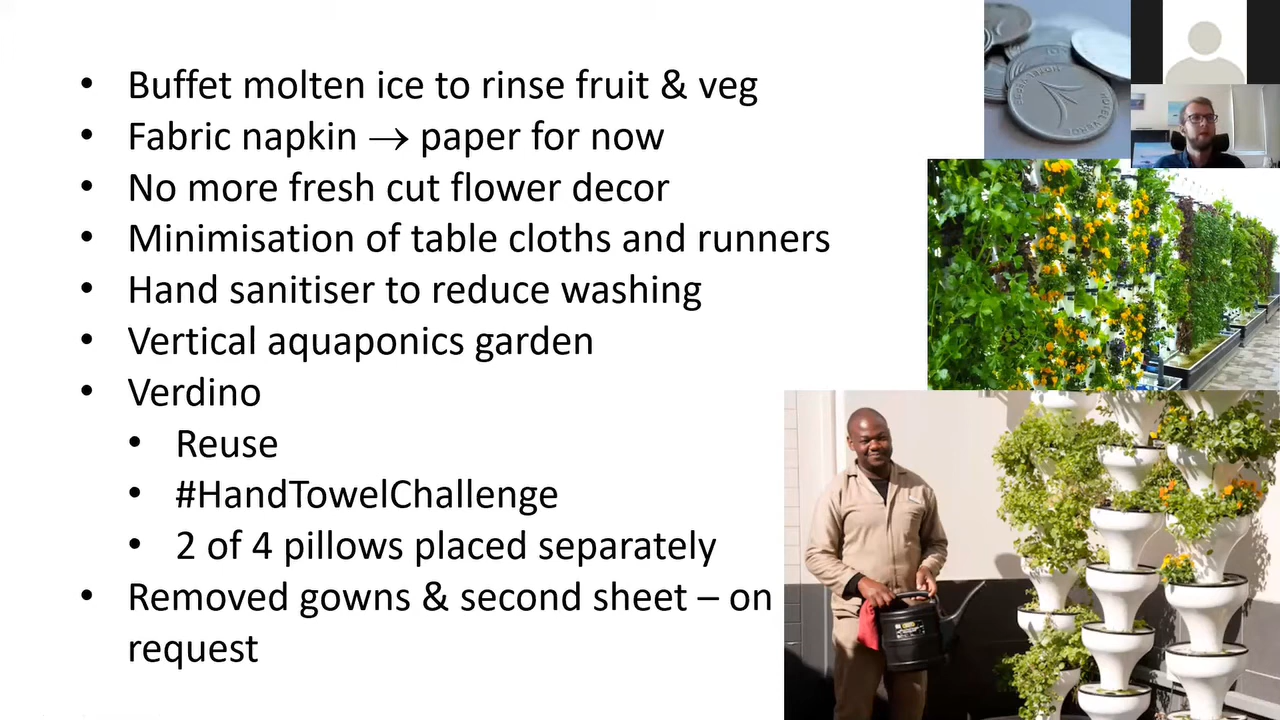 • Buffet molten ice to rinse fruit & veg
• Fabric napkin → paper for now
• No more fresh cut flower decor
• Minimisation of table cloths and runners
• Hand sanitiser to reduce washing
• Vertical aquaponics garden
• Verdino
• Reuse
• #HandTowelChallenge
• 2 of 4 pillows placed separately
• Removed gowns & second sheet – on
request